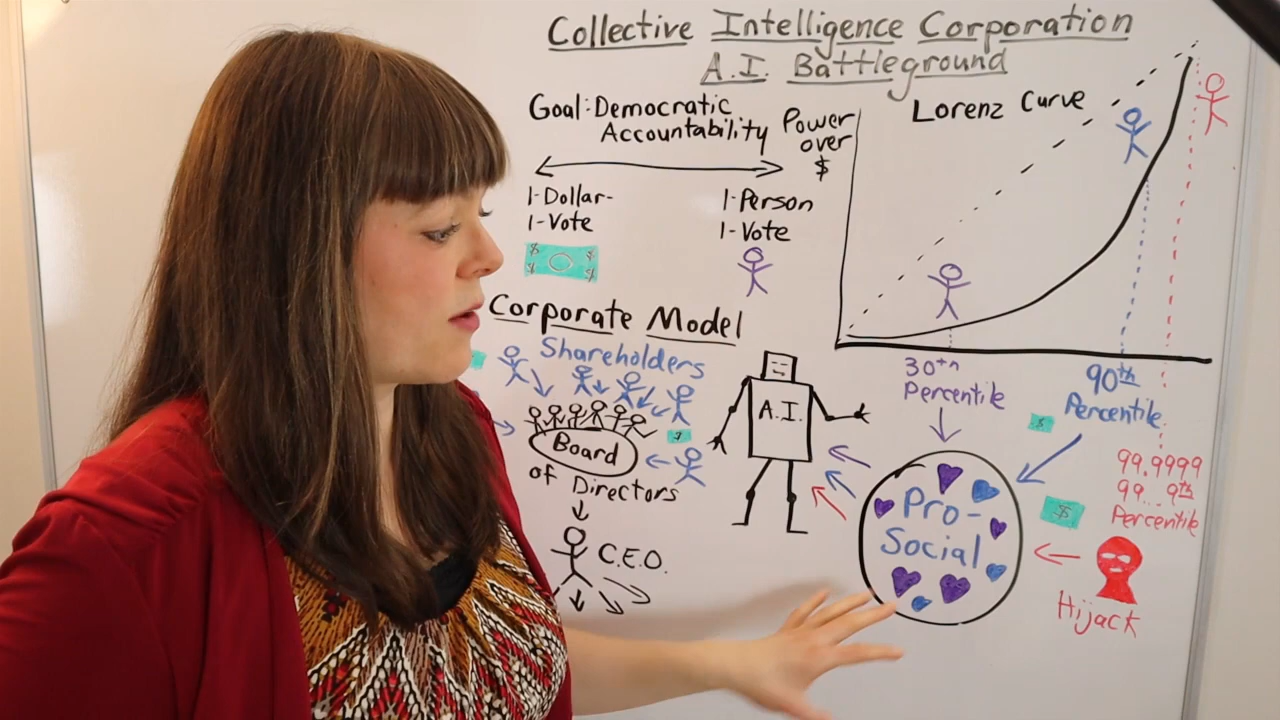 Collective Intelligence Corporation
A.I. Battleground
Goal: Democratic
Accountability
1-Dollar-
1-Vote
1-Person
1-Vote
$ $
$ $
Power
over
$
Lorenz Curve
30th
Percentile
90th
Percentile
99.9999
99...9th
Percentile
Corporate Model
Shareholders
Board
of Directors
$
C.E.O.
A.I.
Pro-
Social
$
$
Hijack